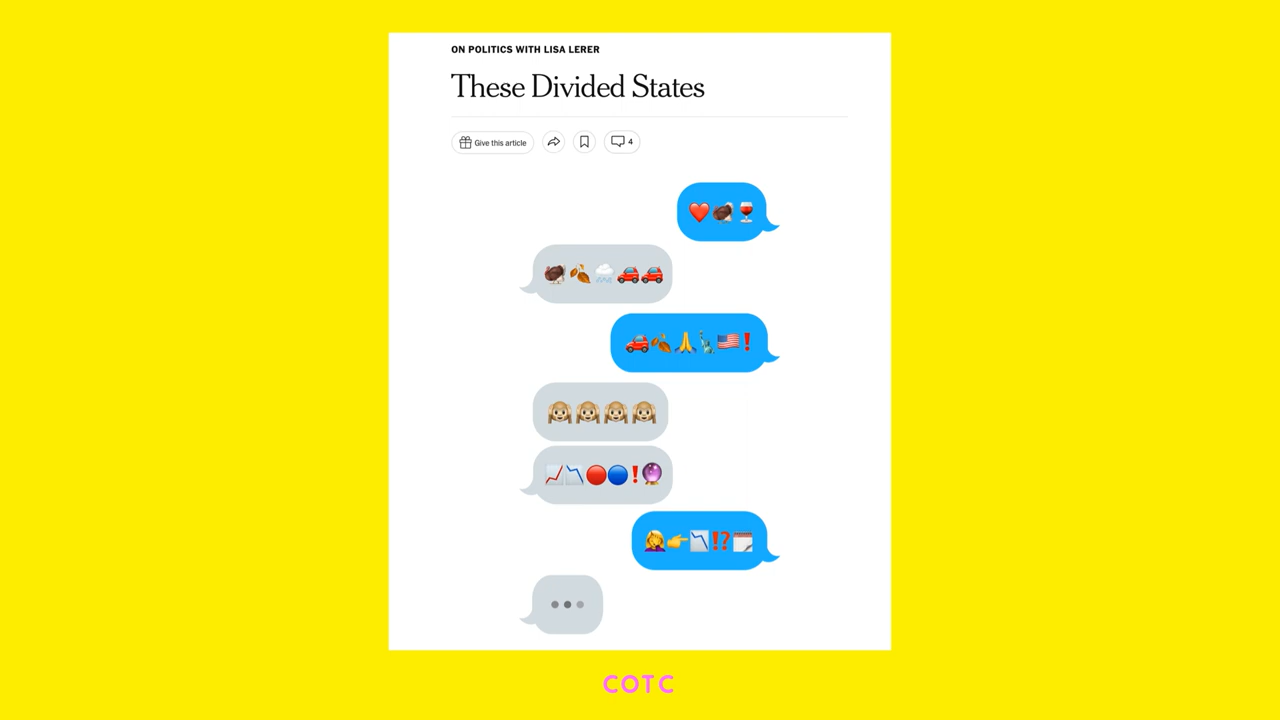 ON POLITICS WITH LISA LERER
These Divided States
Give this article
4
COTC